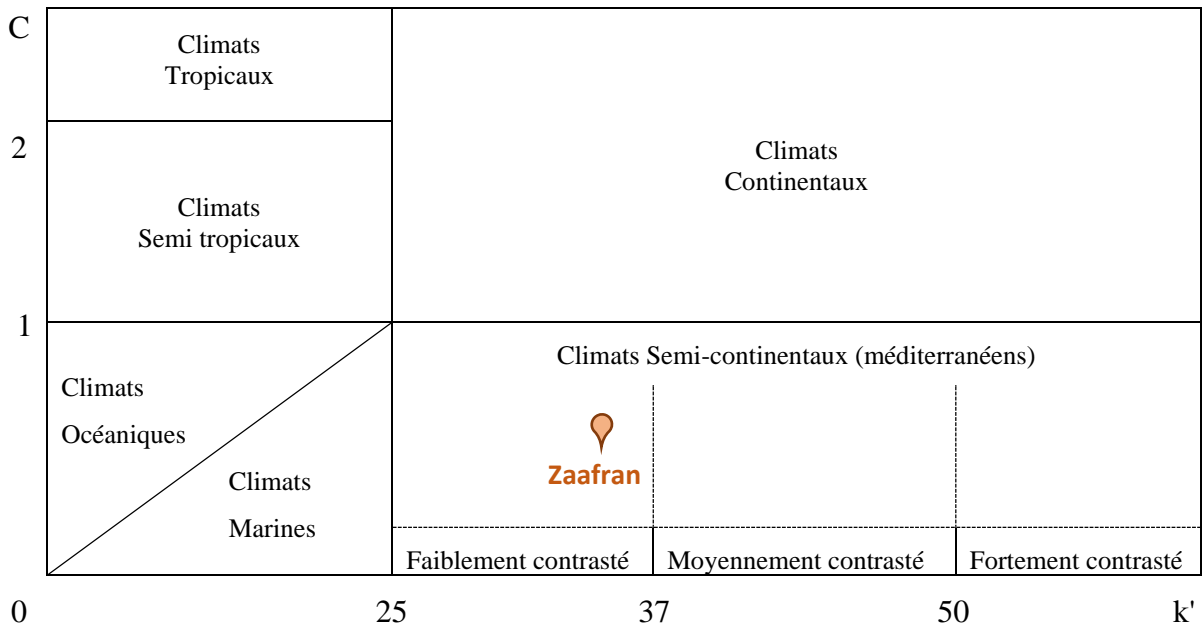 C
Climats
Tropicaux
2
Climats
Continentaux
Climats
Semi tropicaux
1
Climats Semi-continentaux (méditerranéens)
Climats
Océaniques
Zaafran
Climats
Marines
Faiblement contrasté
Moyennement contrasté
Fortement contrasté
0
25
37
50
k'